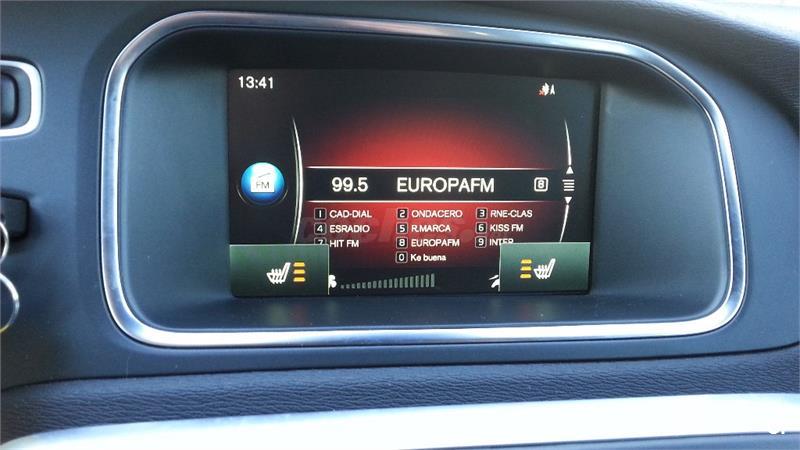 13:41
FM
99.5 EUROPAFM 8
1 CAD-DIAL 2 ONDACERO 3 RNE-CLAS
4 ESRADIO 5 R.MARCA 6 KISS FM
7 HIT FM 8 EUROPAFM 9 INTER
0 Ke buena